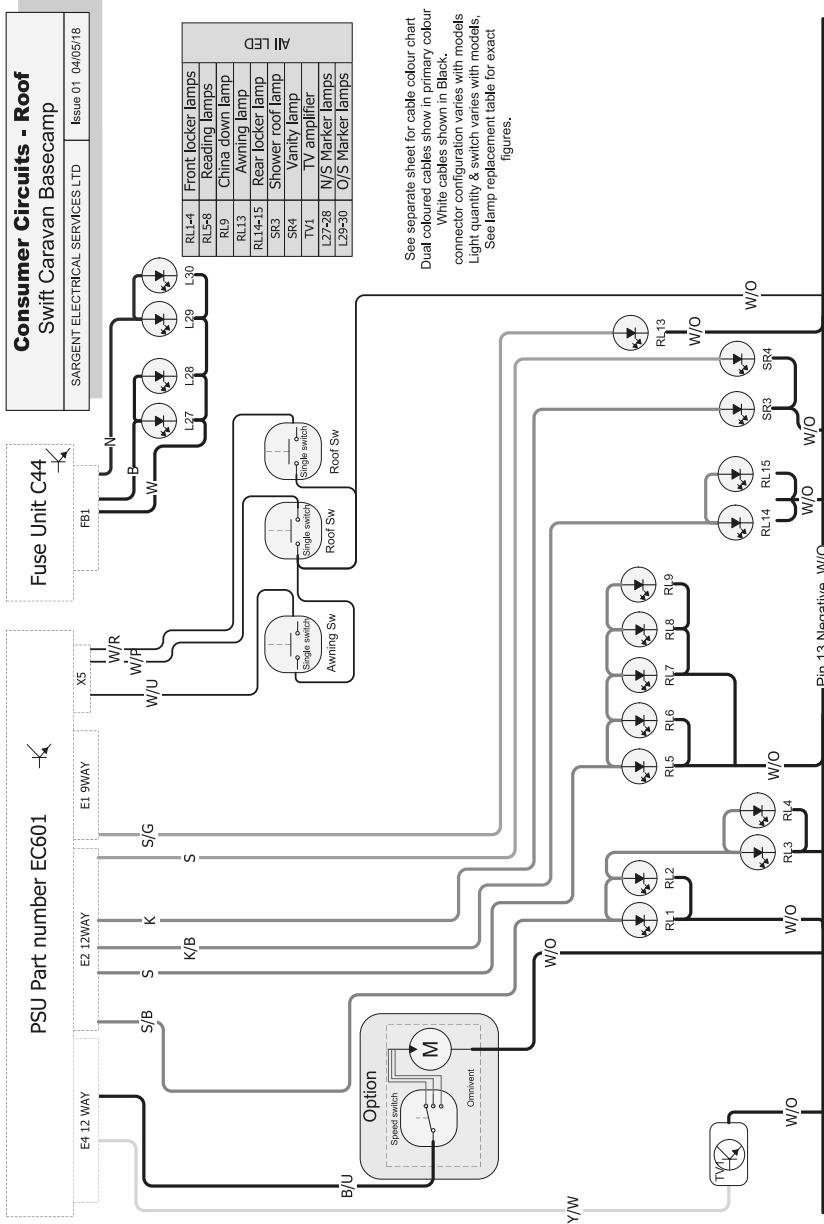 Consumer Circuits - Roof
Swift Caravan Basecamp
SARGENT ELECTRICAL SERVICES LTD
Issue 01 04/05/18
Fuse Unit C44
FB1
PSU Part number EC601
X5
E1 9WAY
E2 12WAY
E4 12 WAY
RL1-4 Front locker lamps
RL5-8 Reading lamps
RL9 China down lamp
RL13 Awning lamp
RL14-15 Rear locker lamp
SR3 Shower roof lamp
SR4 Vanity lamp
TV1 TV amplifier
L27-28 N/S Marker lamps
L29-30 O/S Marker lamps
All LED
See separate sheet for cable colour chart
Dual coloured cables show in primary colour
White cables shown in Black.
connector configuration varies with models
Light quantity & switch varies with models,
See lamp replacement table for exact
figures.
N
B
W
L27
L28
L29
L30
W/R
W/P
W/U
Single switch
Awning Sw
Single switch
Roof Sw
Single switch
Roof Sw
S/G
S
K
K/B
S
S/B
B/U
Y/W
Option
Speed switch
M
Omnivent
TV1
W/O
W/O
RL1
RL2
W/O
RL3
RL4
RL5
RL6
RL7
RL8
RL9
W/O
RL14
RL15
W/O
SR3
SR4
W/O
RL13
W/O
W/O
Pin 13 Negative W/O